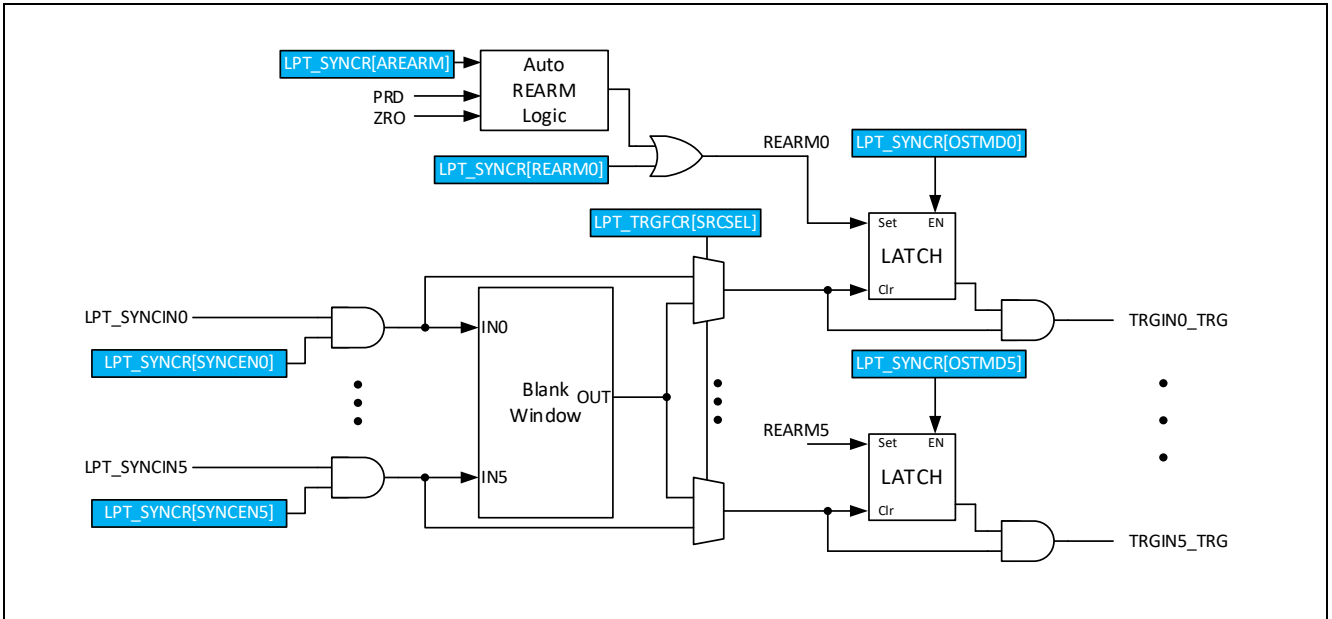 LPT_SYNCR[AREARM]
Auto
REARM
Logic
PRD
ZRO
LPT_SYNCR[REARM0]
REARM0
LPT_SYNCR[OSTMD0]
LPT_TRGFCR[SRCSEL]
Set
EN
LATCH
Clr
LPT_SYNCIN0
LPT_SYNCR[SYNCEN0]
IN0
TRGIN0_TRG
Blank
Window
OUT
LPT_SYNCR[OSTMD5]
REARM5
Set
EN
LATCH
Clr
LPT_SYNCIN5
LPT_SYNCR[SYNCEN5]
IN5
TRGIN5_TRG